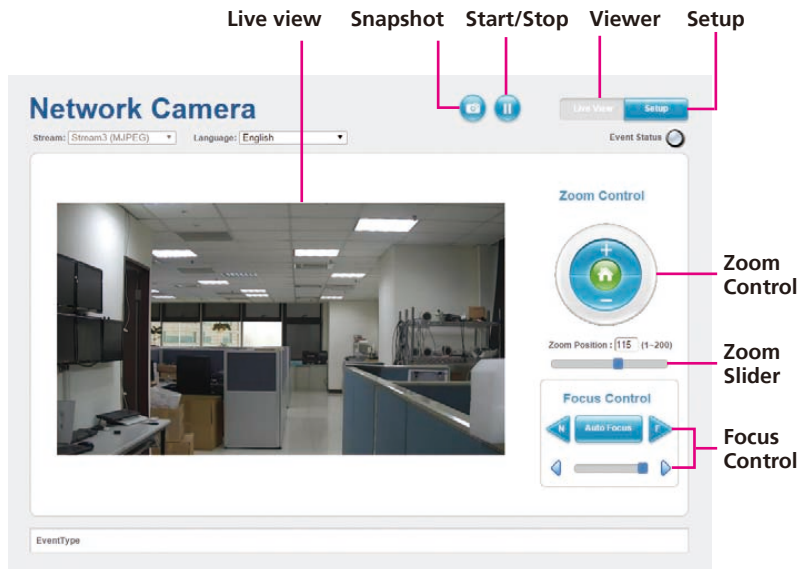 Live view Snapshot Start/Stop Viewer Setup
Network Camera
Live View Setup
Stream: Stream3 (MJPEG) Language: English
Event Status
Zoom Control
Zoom
Control
Zoom Position : 115 (1~200)
Zoom
Slider
Focus Control
N Auto Focus F
Focus
Control
EventType